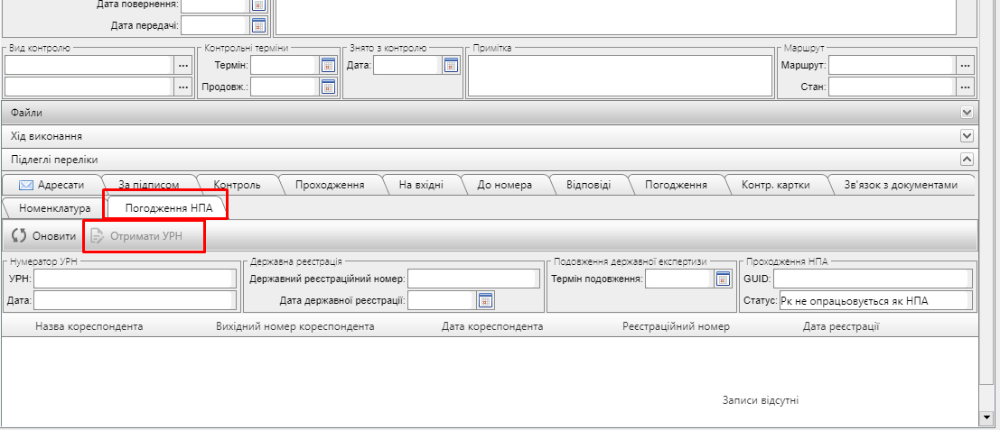 Дата повернення:
Дата передачі:
Вид контролю Контрольні терміни Знято з контролю Примітка Маршрут
Термін: Дата: Маршрут:
Продовж.: Стан:
Файли
Хід виконання
Підлеглі переліки
Адресати За підписом Контроль Проходження На вхідні До номера Відповіді Погодження Контр. картки Зв'язок з документами
Номенклатура Погодження НПА
Оновити Отримати УРН
Нумератор УРН Державна реєстрація Подовження державної експертизи Проходження НПА
УРН: Державний реєстраційний номер: Термін подовження: GUID:
Дата: Дата державної реєстрації: Статус: Рк не опрацьовується як НПА
Назва кореспондента Вихідний номер кореспондента Дата кореспондента Реєстраційний номер Дата реєстрації
Записи відсутні